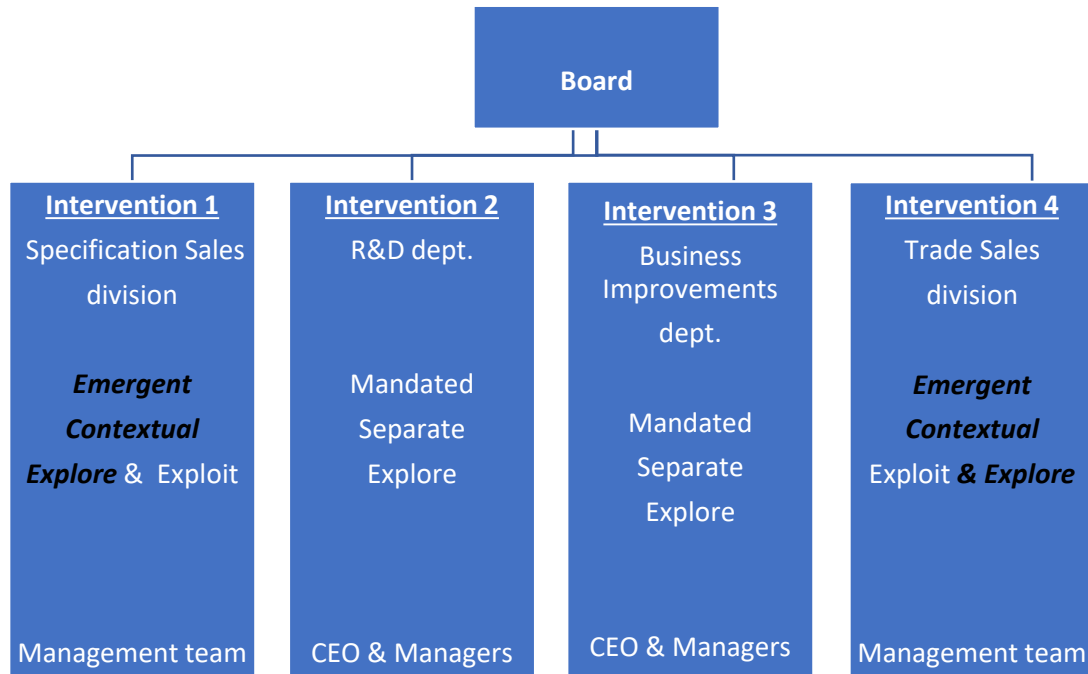 Board
Intervention 1
Specification Sales
division
Emergent
Contextual
Explore & Exploit
Management team
Intervention 2
R&D dept.
Mandated
Separate
Explore
CEO & Managers
Intervention 3
Business
Improvements
dept.
Mandated
Separate
Explore
CEO & Managers
Intervention 4
Trade Sales
division
Emergent
Contextual
Exploit & Explore
Management team